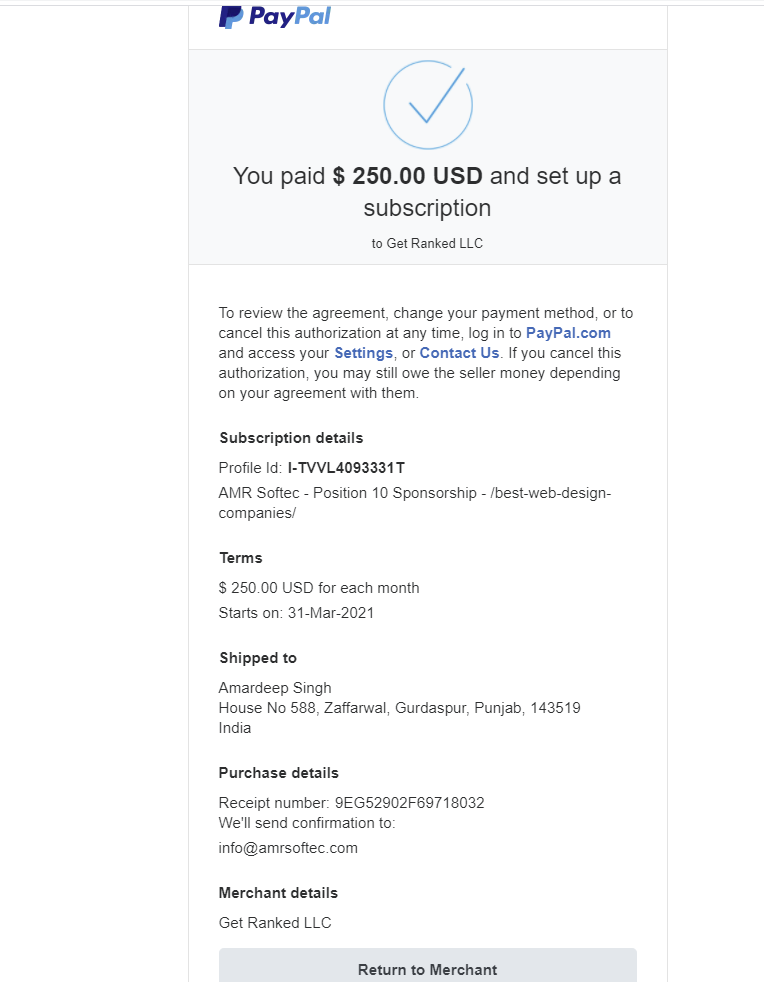 PayPal
You paid $ 250.00 USD and set up a
subscription
to Get Ranked LLC
To review the agreement, change your payment method, or to
cancel this authorization at any time, log in to PayPal.com
and access your Settings, or Contact Us. If you cancel this
authorization, you may still owe the seller money depending
on your agreement with them.
Subscription details
Profile Id: I-TVVL4093331T
AMR Softec - Position 10 Sponsorship - /best-web-design-
companies/
Terms
$ 250.00 USD for each month
Starts on: 31-Mar-2021
Shipped to
Amardeep Singh
House No 588, Zaffarwal, Gurdaspur, Punjab, 143519
India
Purchase details
Receipt number: 9EG52902F69718032
We'll send confirmation to:
info@amrsoftec.com
Merchant details
Get Ranked LLC
Return to Merchant